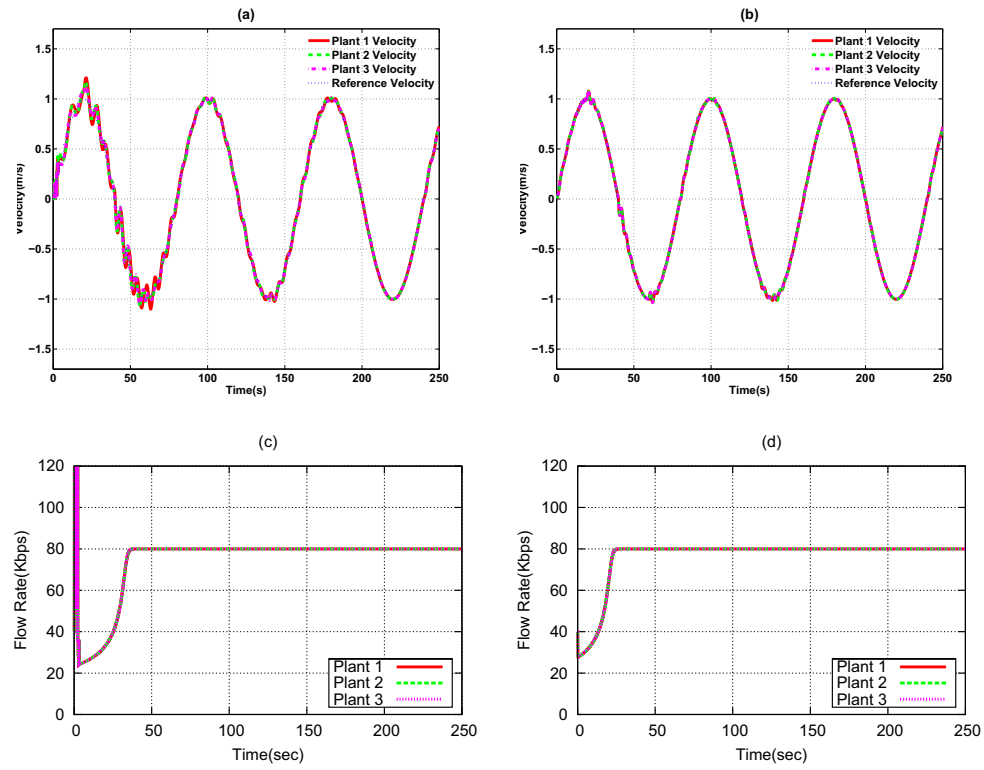 (a)
Plant 1 Velocity
Plant 2 Velocity
Plant 3 Velocity
Reference Velocity
1.5
1
0.5
0
−0.5
−1
−1.5
Velocity(m/s)
0 50 100 150 200 250
Time(s)
(b)
Plant 1 Velocity
Plant 2 Velocity
Plant 3 Velocity
Reference Velocity
1.5
1
0.5
0
−0.5
−1
−1.5
Velocity(m/s)
0 50 100 150 200 250
Time(s)
(c)
120
100
80
60
40
20
0
Flow Rate(Kbps)
Plant 1
Plant 2
Plant 3
0 50 100 150 200 250
Time(sec)
(d)
120
100
80
60
40
20
0
Flow Rate(Kbps)
Plant 1
Plant 2
Plant 3
0 50 100 150 200 250
Time(sec)